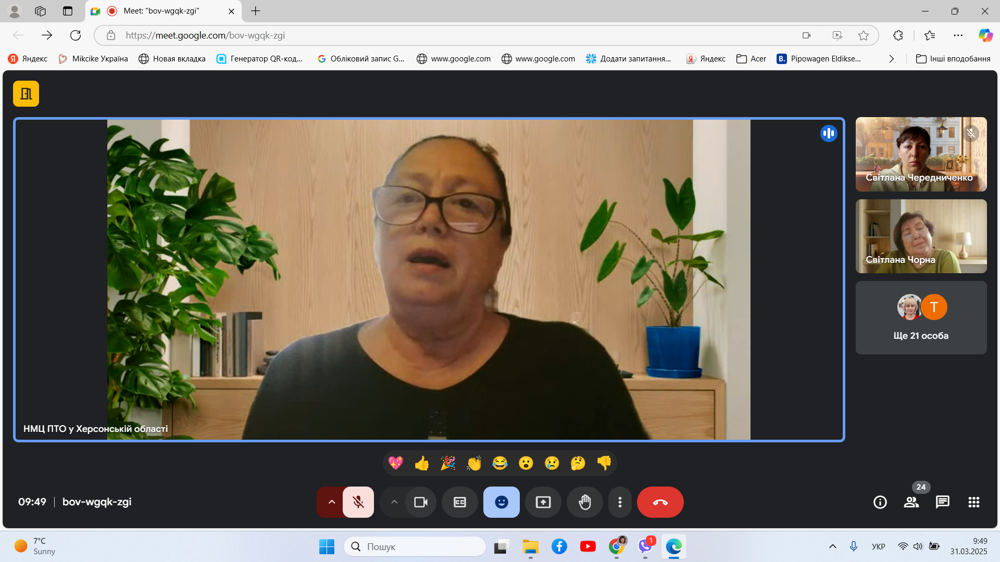 Meet: "bov-wgqk-zgi"
https://meet.google.com/bov-wgqk-zgi
Яндекс
Mikcike Україна
Новая вкладка
Генератор QR-код...
Обліковий запис G...
www.google.com
www.google.com
Додати запитання...
Яндекс
Acer
Pipowagen Eldikse...
Інші вподобання
Світлана Чередниченко
Світлана Чорна
T
Ще 21 особа
НМЦ ПТО у Херсонській області
09:49 | bov-wgqk-zgi
24
7°C
Sunny
Пошук
1
УКР
9:49
31.03.2025